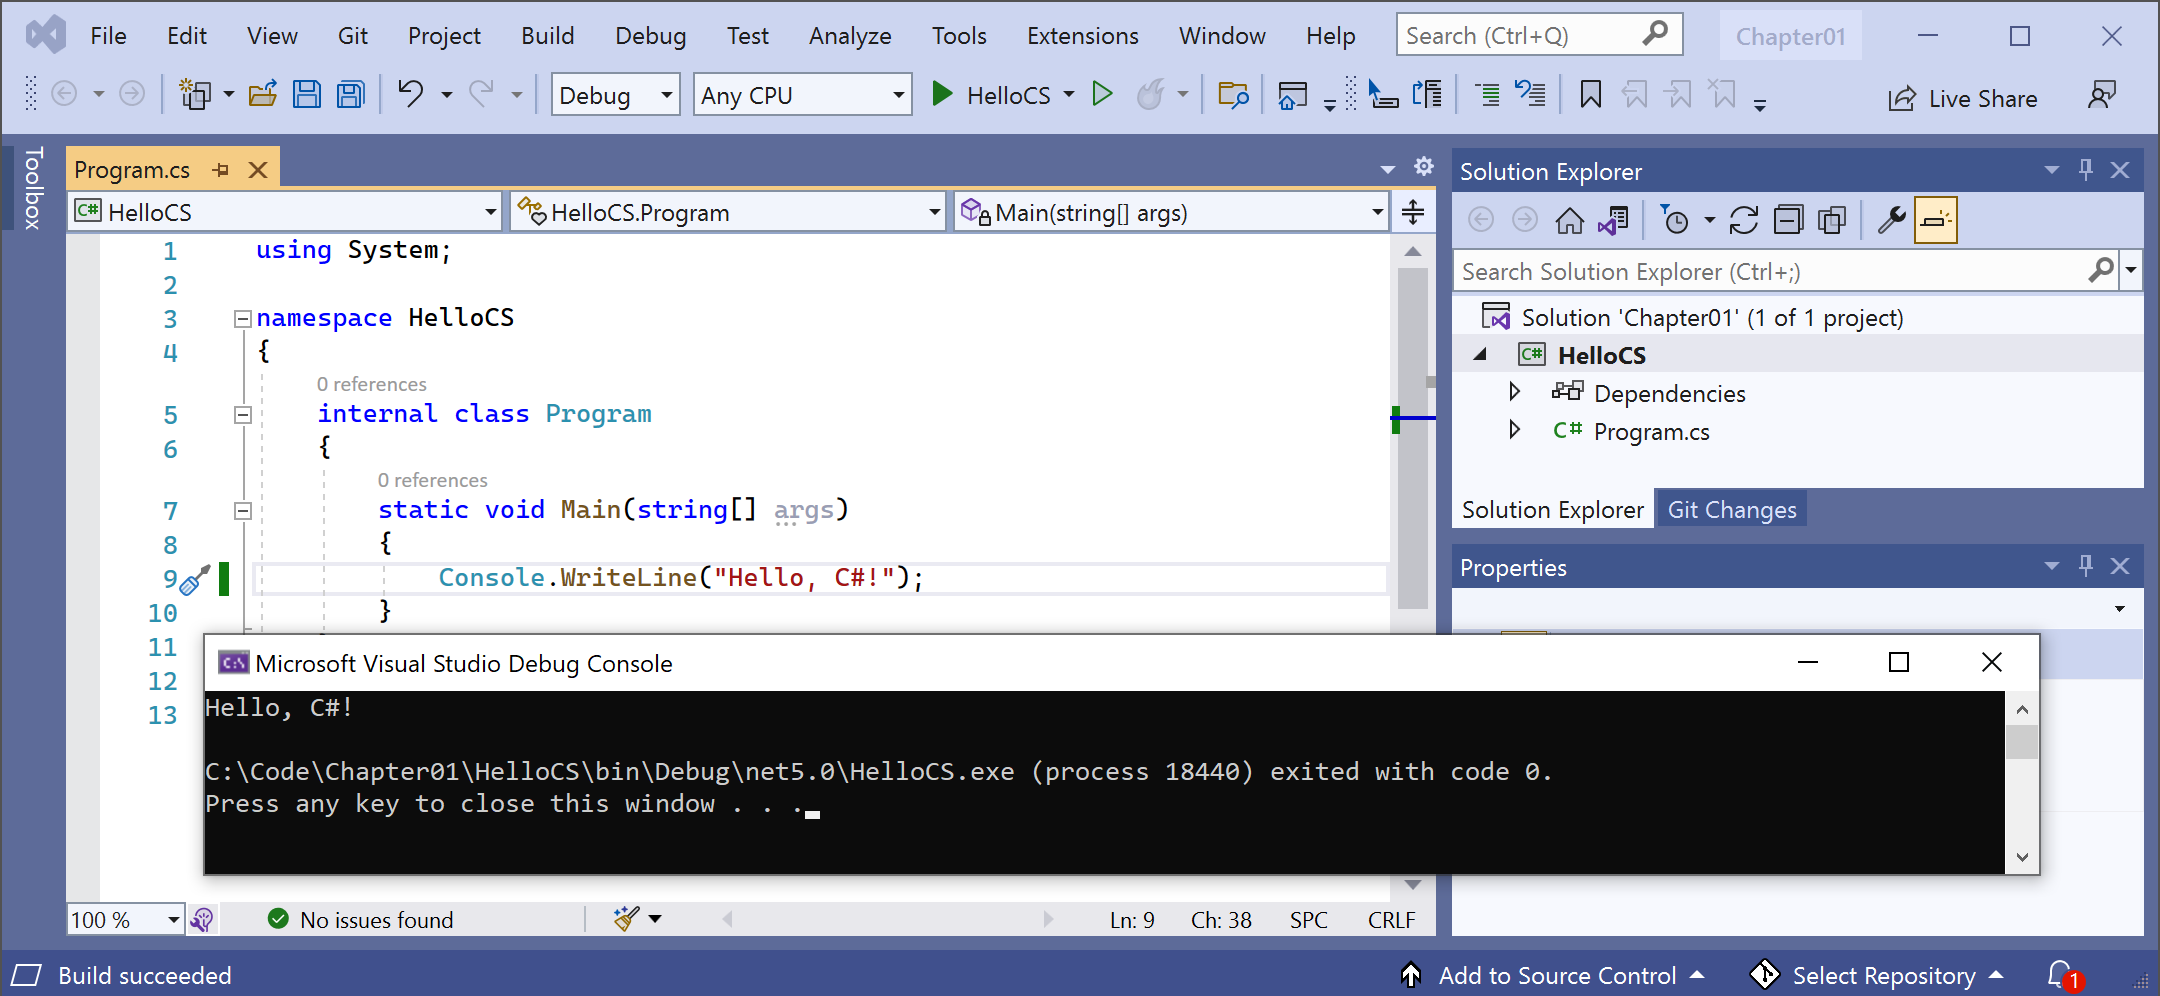 File Edit View Git Project Build Debug Test Analyze Tools Extensions Window Help Search (Ctrl+Q) Chapter01
Debug Any CPU HelloCS Live Share
Toolbox
Program.cs
HelloCS HelloCS.Program Main(string[] args)
1 using System;
2
3 namespace HelloCS
4 {
0 references
5 internal class Program
6 {
0 references
7 static void Main(string[] args)
8 {
9 Console.WriteLine("Hello, C#!");
10 }
11
12
13
Solution Explorer
Search Solution Explorer (Ctrl+;)
Solution 'Chapter01' (1 of 1 project)
C# HelloCS
Dependencies
C# Program.cs
Solution Explorer Git Changes
Properties
C:\ Microsoft Visual Studio Debug Console
Hello, C#!
C:\Code\Chapter01\HelloCS\bin\Debug\net5.0\HelloCS.exe (process 18440) exited with code 0.
Press any key to close this window . . .
100 % No issues found Ln: 9 Ch: 38 SPC CRLF
Build succeeded Add to Source Control Select Repository 1